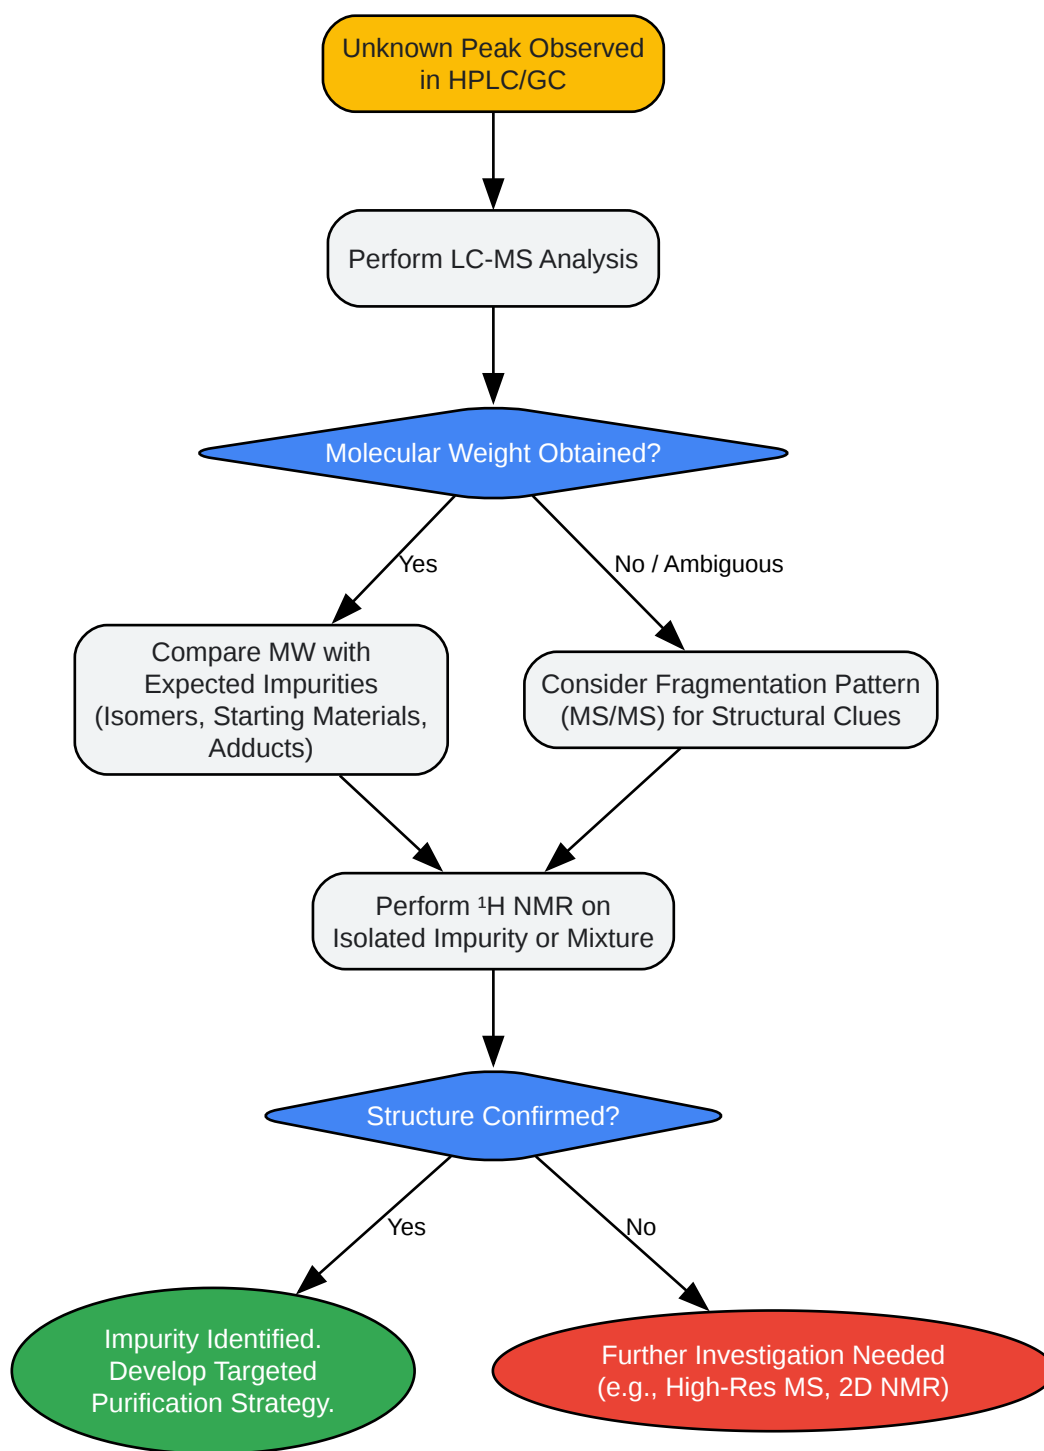 Unknown Peak Observed
in HPLC/GC
Perform LC-MS Analysis
Molecular Weight Obtained?
Yes
No / Ambiguous
Compare MW with
Expected Impurities
(Isomers, Starting Materials,
Adducts)
Consider Fragmentation Pattern
(MS/MS) for Structural Clues
Perform ¹H NMR on
Isolated Impurity or Mixture
Structure Confirmed?
Yes
No
Impurity Identified.
Develop Targeted
Purification Strategy.
Further Investigation Needed
(e.g., High-Res MS, 2D NMR)